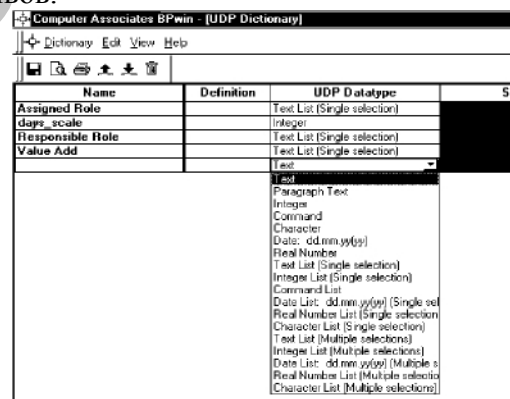 Computer Associates BPwin - [UDP Dictionary]
Dictionary Edit View Help
Name Definition UDP Datatype S
Assigned Role Text List (Single selection)
days_scale Integer
Responsible Role Text List (Single selection)
Value Add Text List (Single selection)
Text
Text
Paragraph Text
Integer
Command
Character
Date: dd.mm.yy(yy)
Real Number
Text List (Single selection)
Integer List (Single selection)
Command List
Date List: dd.mm.yy(yy) (Single sel
Real Number List (Single selection
Character List (Single selection)
Text List (Multiple selections)
Integer List (Multiple selections)
Date List: dd.mm.yy(yy) (Multiple s
Real Number List (Multiple selectio
Character List (Multiple selections)